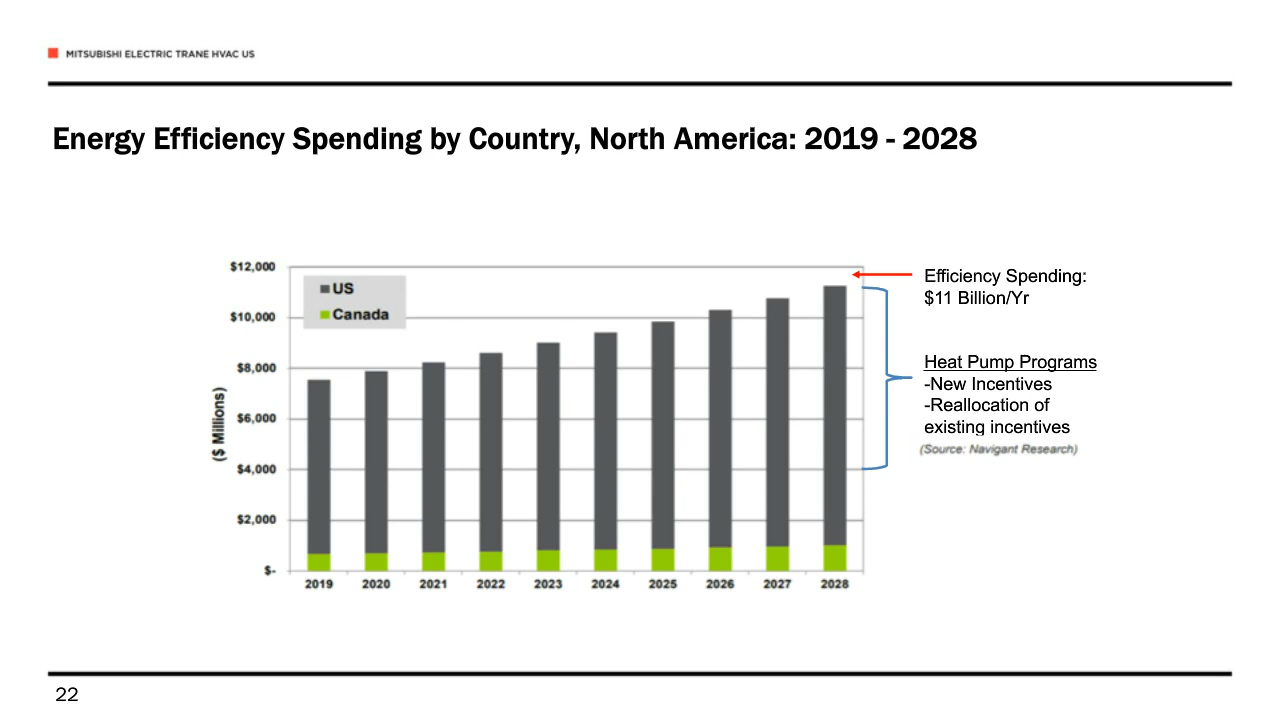 MITSUBISHI ELECTRIC TRANE HVAC US
Energy Efficiency Spending by Country, North America: 2019 - 2028
$12,000
$10,000
$8,000
$6,000
$4,000
$2,000
$-
($ Millions)
US
Canada
2019 2020 2021 2022 2023 2024 2025 2026 2027 2028
Efficiency Spending:
$11 Billion/Yr
Heat Pump Programs
-New Incentives
-Reallocation of
existing incentives
(Source: Navigant Research)
22